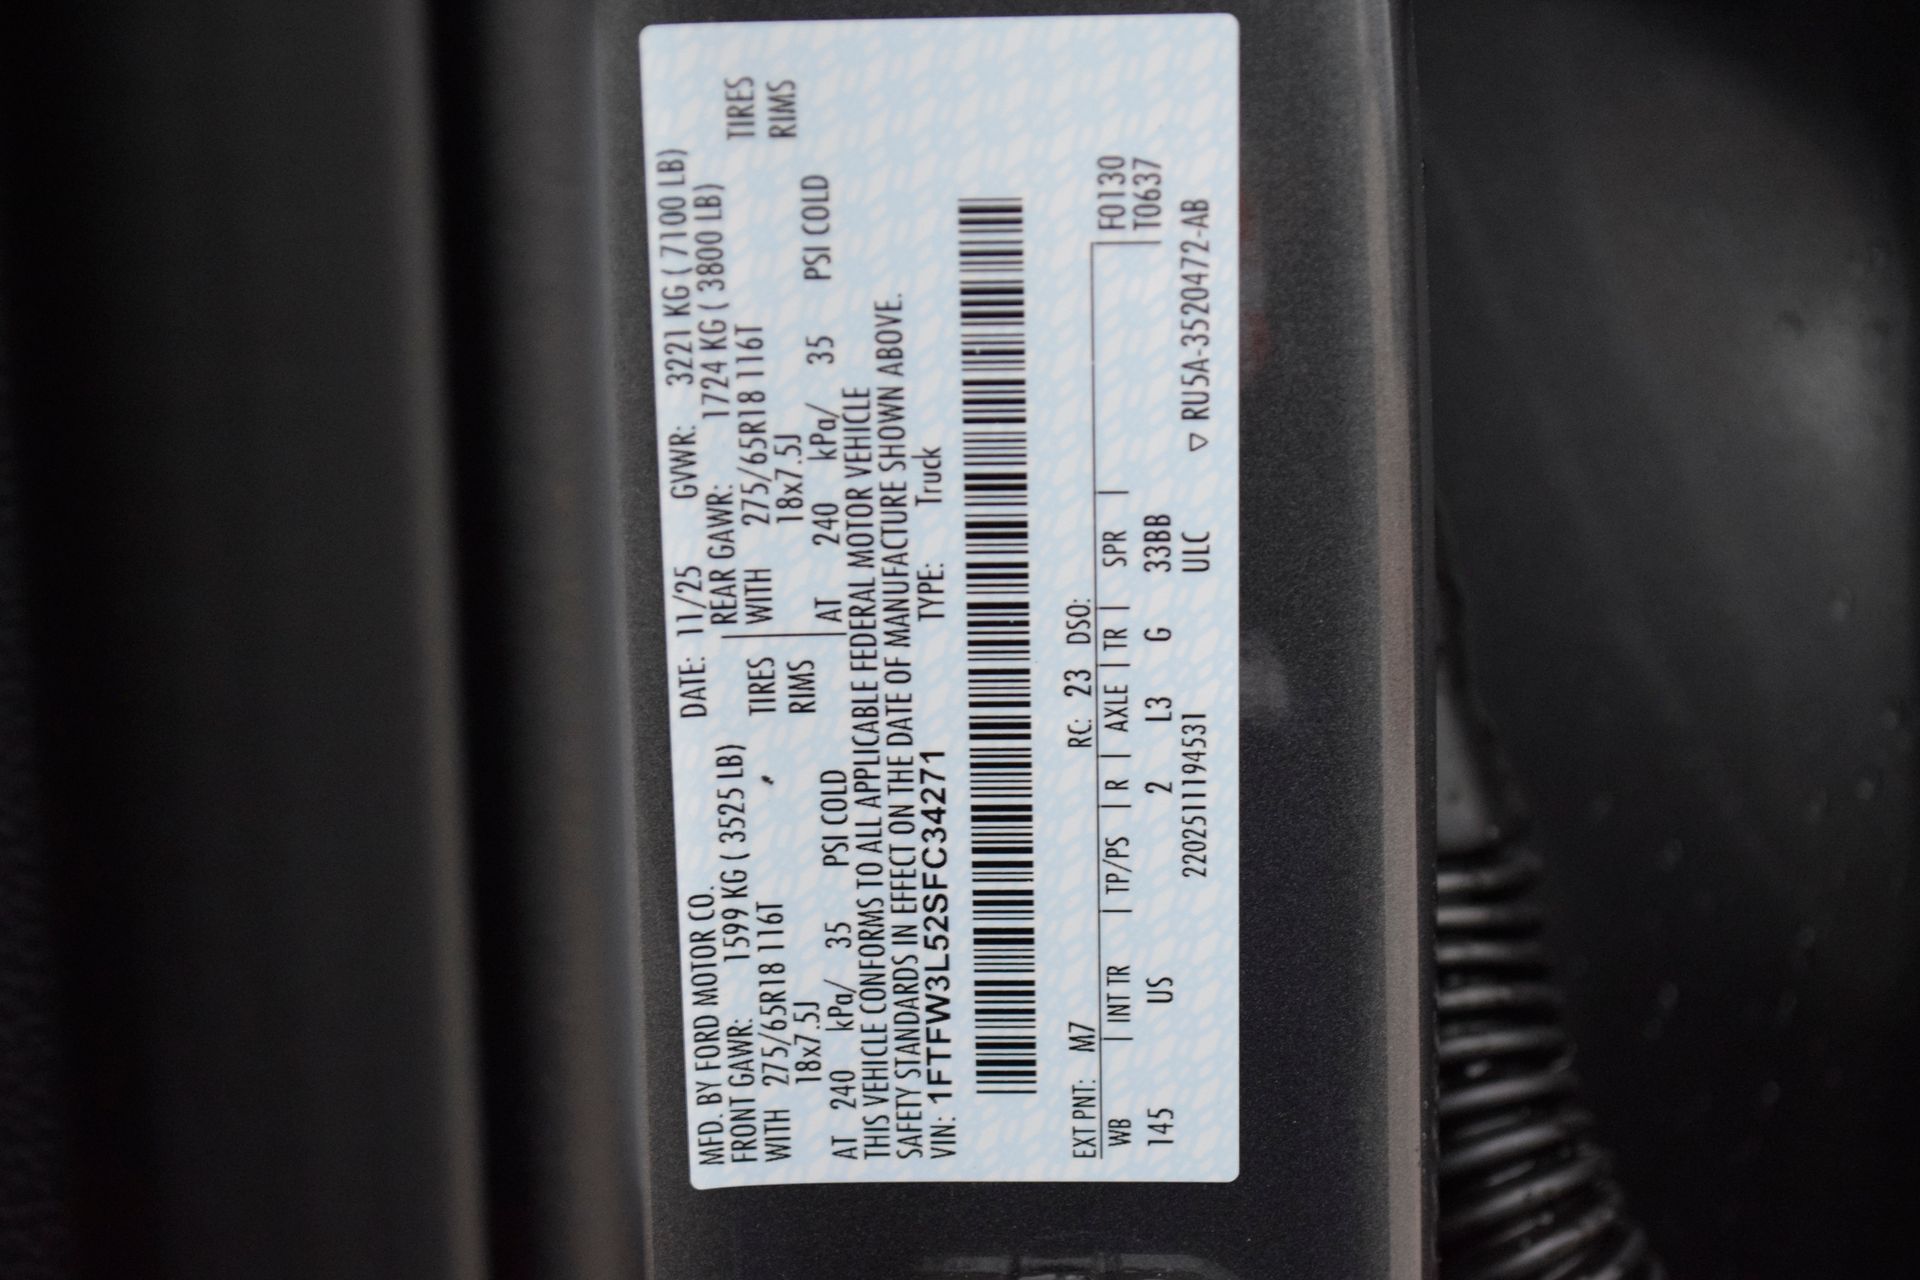 MFD. BY FORD MOTOR CO. DATE: 11/25 GVWR: 3221 KG ( 7100 LB)
FRONT GAWR: 1599 KG ( 3525 LB) REAR GAWR: 1724 KG ( 3800 LB)
WITH 275/65R18 116T TIRES WITH 275/65R18 116T TIRES
18x7.5J RIMS 18x7.5J RIMS
AT 240 kPa/ 35 PSI COLD AT 240 kPa/ 35 PSI COLD
THIS VEHICLE CONFORMS TO ALL APPLICABLE FEDERAL MOTOR VEHICLE
SAFETY STANDARDS IN EFFECT ON THE DATE OF MANUFACTURE SHOWN ABOVE.
VIN: 1FTFW3L52SFC34271 TYPE: Truck
EXT PNT: M7 RC: 23 DSO:
WB | INT TR | TP/PS | R | AXLE | TR | SPR | F0130
145 US 2 L3 G 33BB T0637
2202511194531 ULC ▽ RU5A-3520472-AB